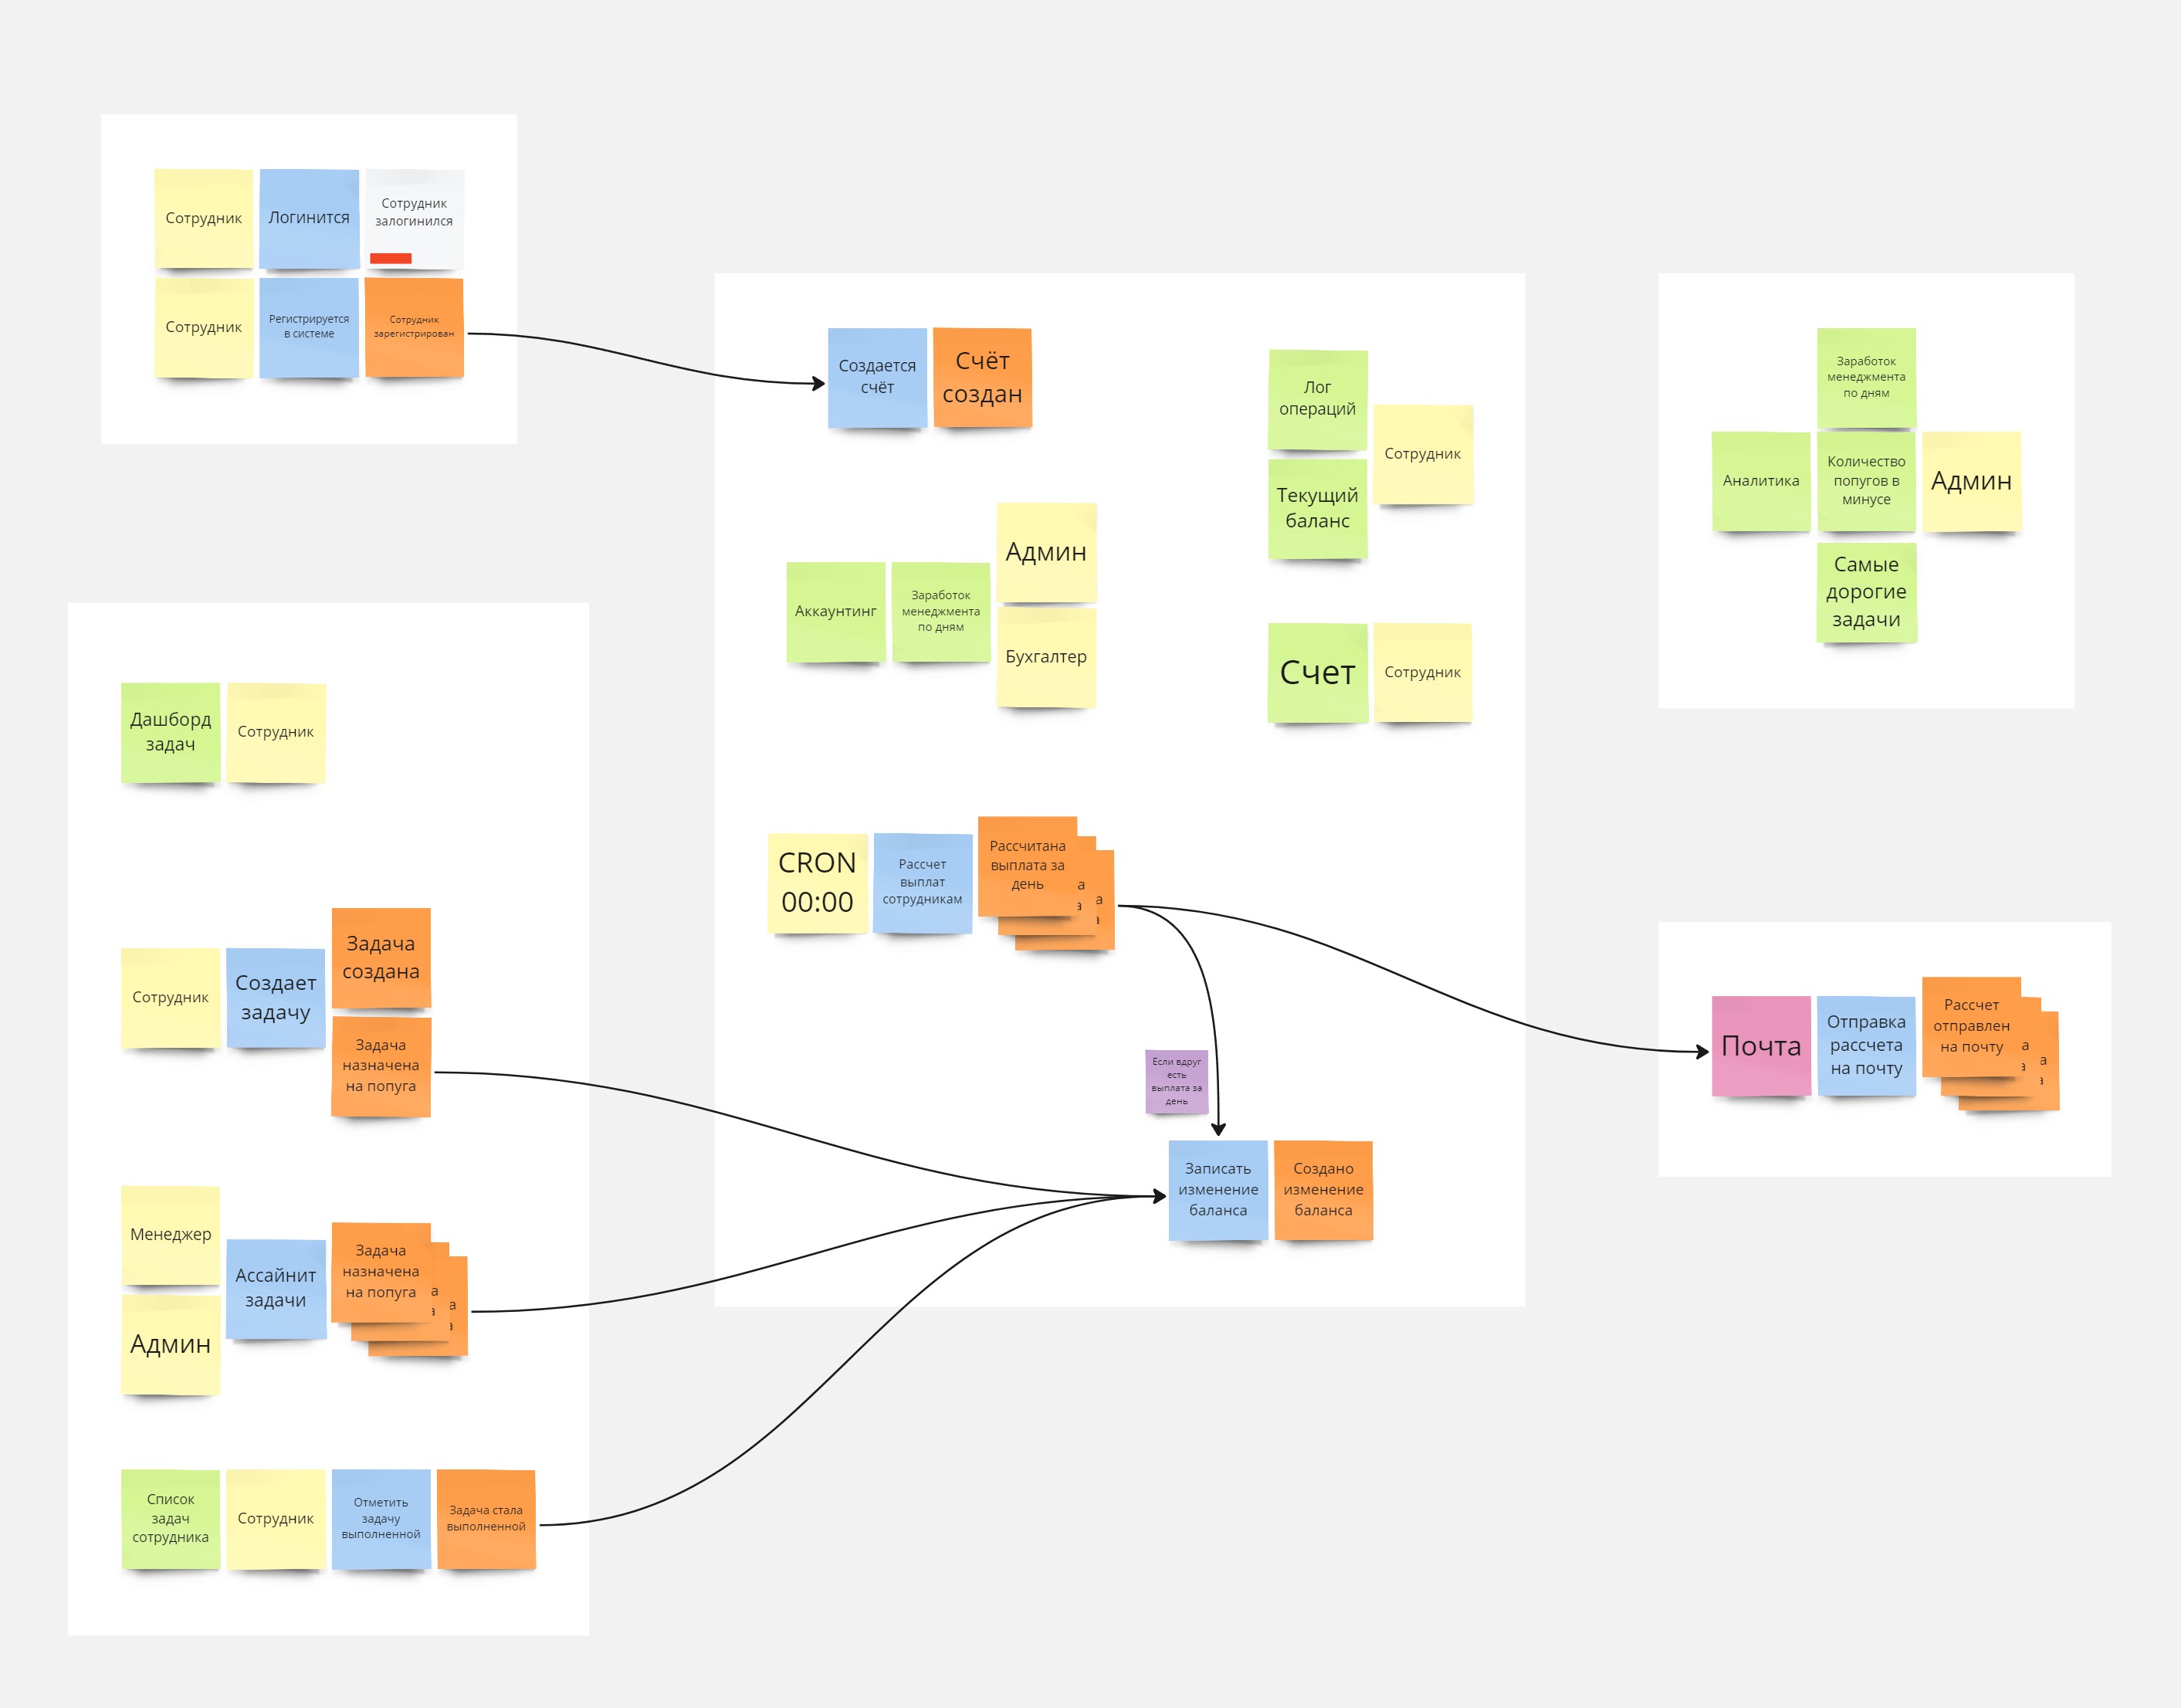 Сотрудник
Логинится
Сотрудник
залогинился
Сотрудник
Регистрируется
в системе
Сотрудник
зарегистрирован
Создается
счёт
Счёт
создан
Лог
операций
Сотрудник
Текущий
баланс
Админ
Аккаунтинг
Заработок
менеджмента
по дням
Бухгалтер
Счет
Сотрудник
Заработок
менеджмента
по дням
Аналитика
Количество
попугов в
минусе
Админ
Самые
дорогие
задачи
Дашборд
задач
Сотрудник
CRON
00:00
Рассчет
выплат
сотрудникам
Рассчитана
выплата за
день
а
а
а
а
Сотрудник
Создает
задачу
Задача
создана
Задача
назначена
на попуга
Если вдруг
есть
выплата за
день
Почта
Отправка
рассчета
на почту
Рассчет
отправлен
на почту
а
а
а
а
Записать
изменение
баланса
Создано
изменение
баланса
Менеджер
Админ
Ассайнит
задачи
Задача
назначена
на попуга
а
а
а
а
Список
задач
сотрудника
Сотрудник
Отметить
задачу
выполненной
Задача стала
выполненной